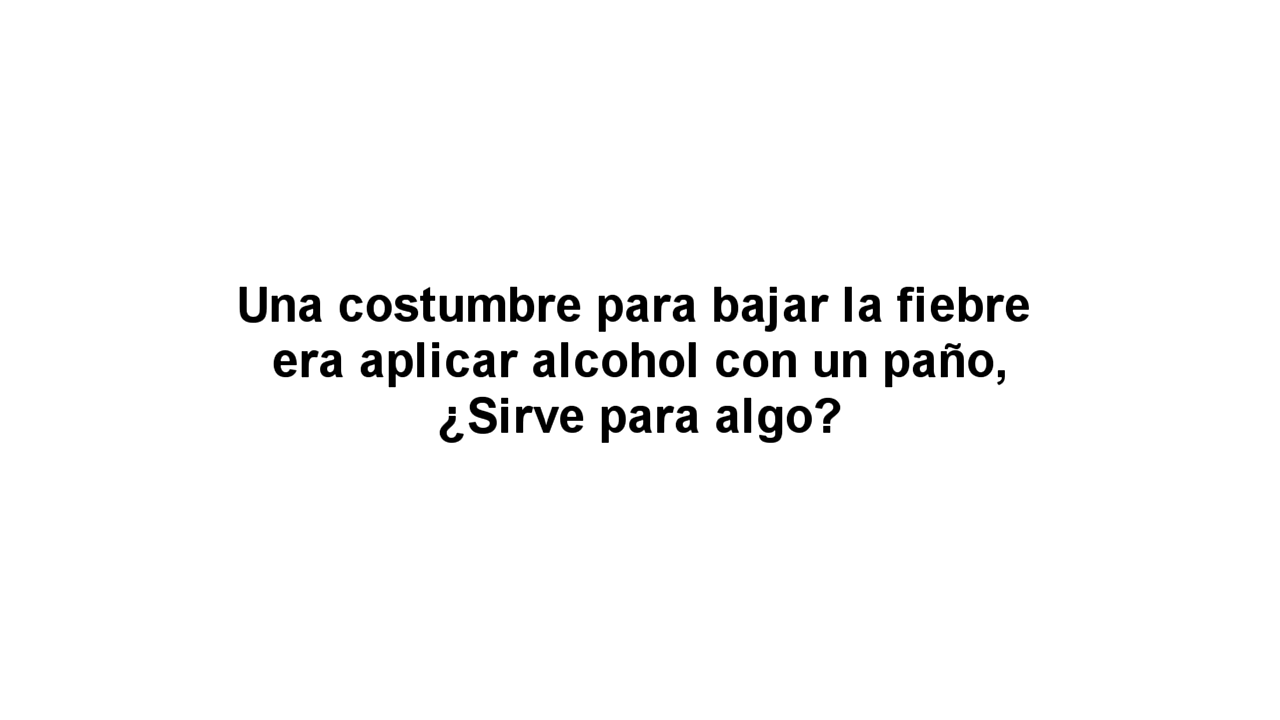 Una costumbre para bajar la fiebre
era aplicar alcohol con un paño,
¿Sirve para algo?